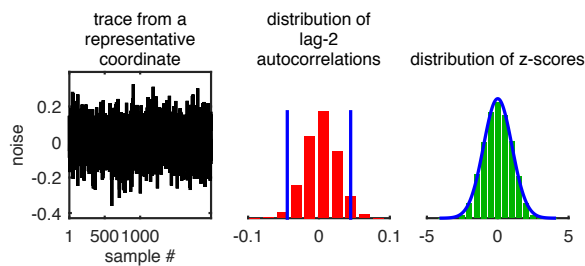 trace from a
representative
coordinate
distribution of
lag-2
autocorrelations
distribution of z-scores
noise
0.2
0
-0.2
-0.4
1 500 1000
sample #
-0.1 0 0.1
-5 0 5